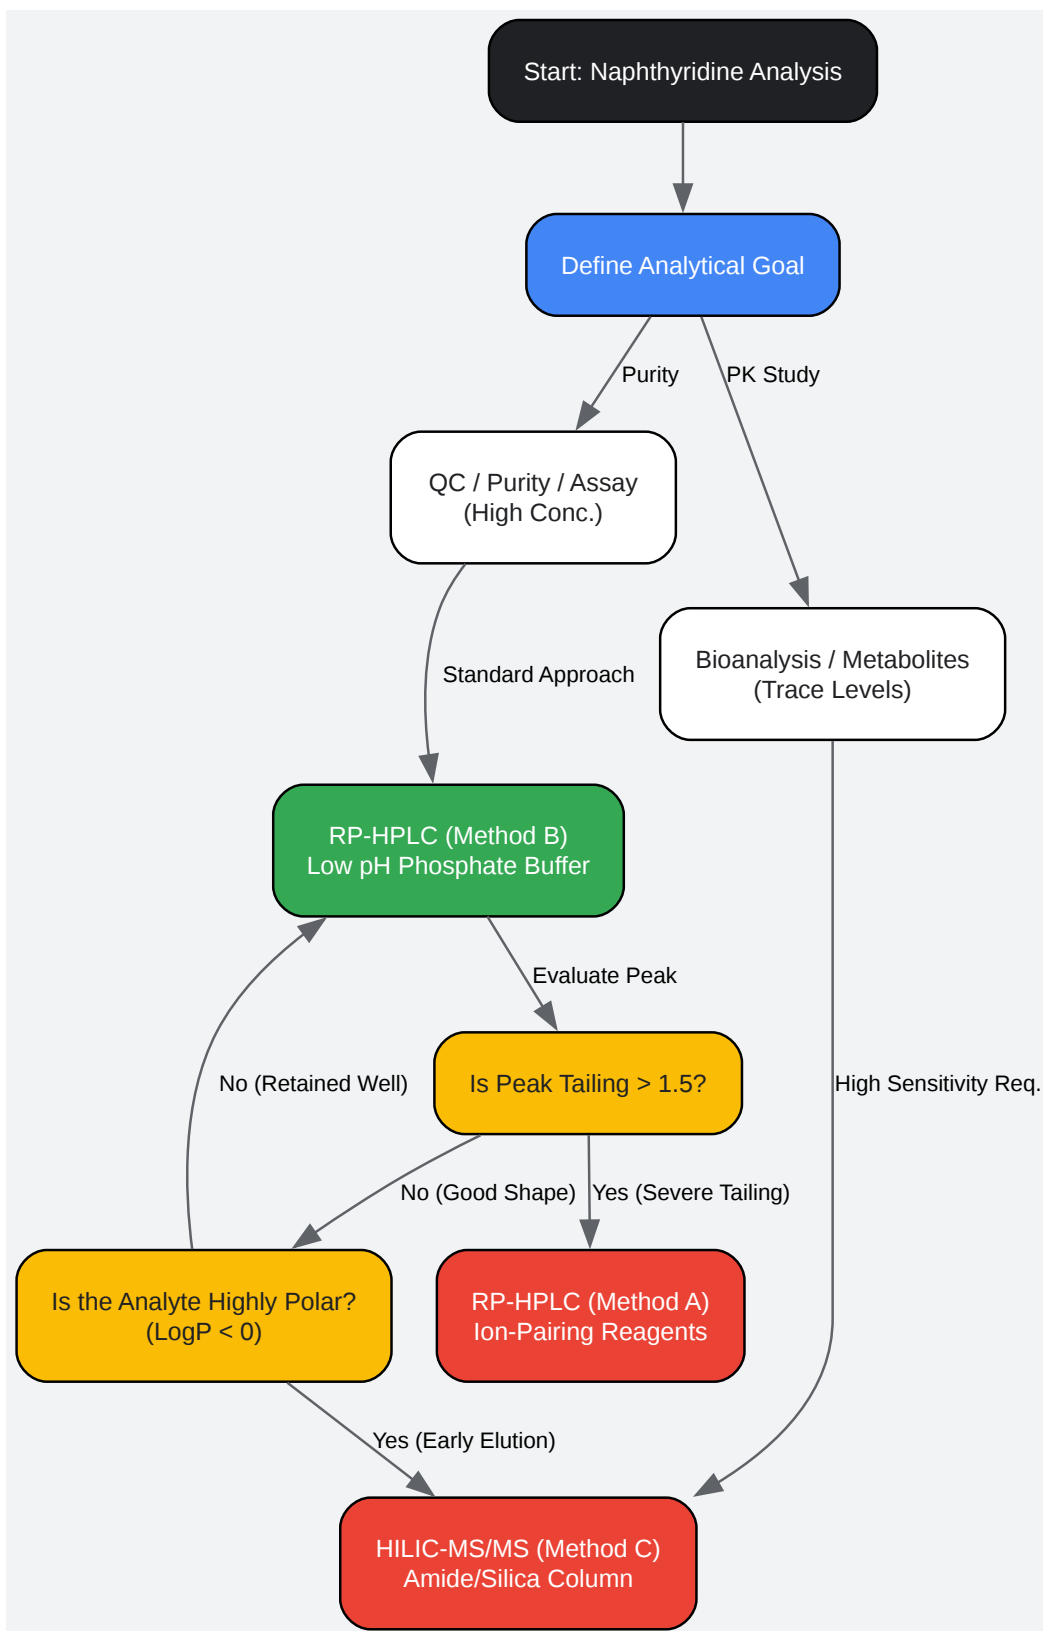 Start: Naphthyridine Analysis
Define Analytical Goal
Purity
PK Study
QC / Purity / Assay
(High Conc.)
Bioanalysis / Metabolites
(Trace Levels)
Standard Approach
RP-HPLC (Method B)
Low pH Phosphate Buffer
Evaluate Peak
Is Peak Tailing > 1.5?
No (Retained Well)
High Sensitivity Req.
No (Good Shape)
Yes (Severe Tailing)
Is the Analyte Highly Polar?
(LogP < 0)
RP-HPLC (Method A)
Ion-Pairing Reagents
Yes (Early Elution)
HILIC-MS/MS (Method C)
Amide/Silica Column